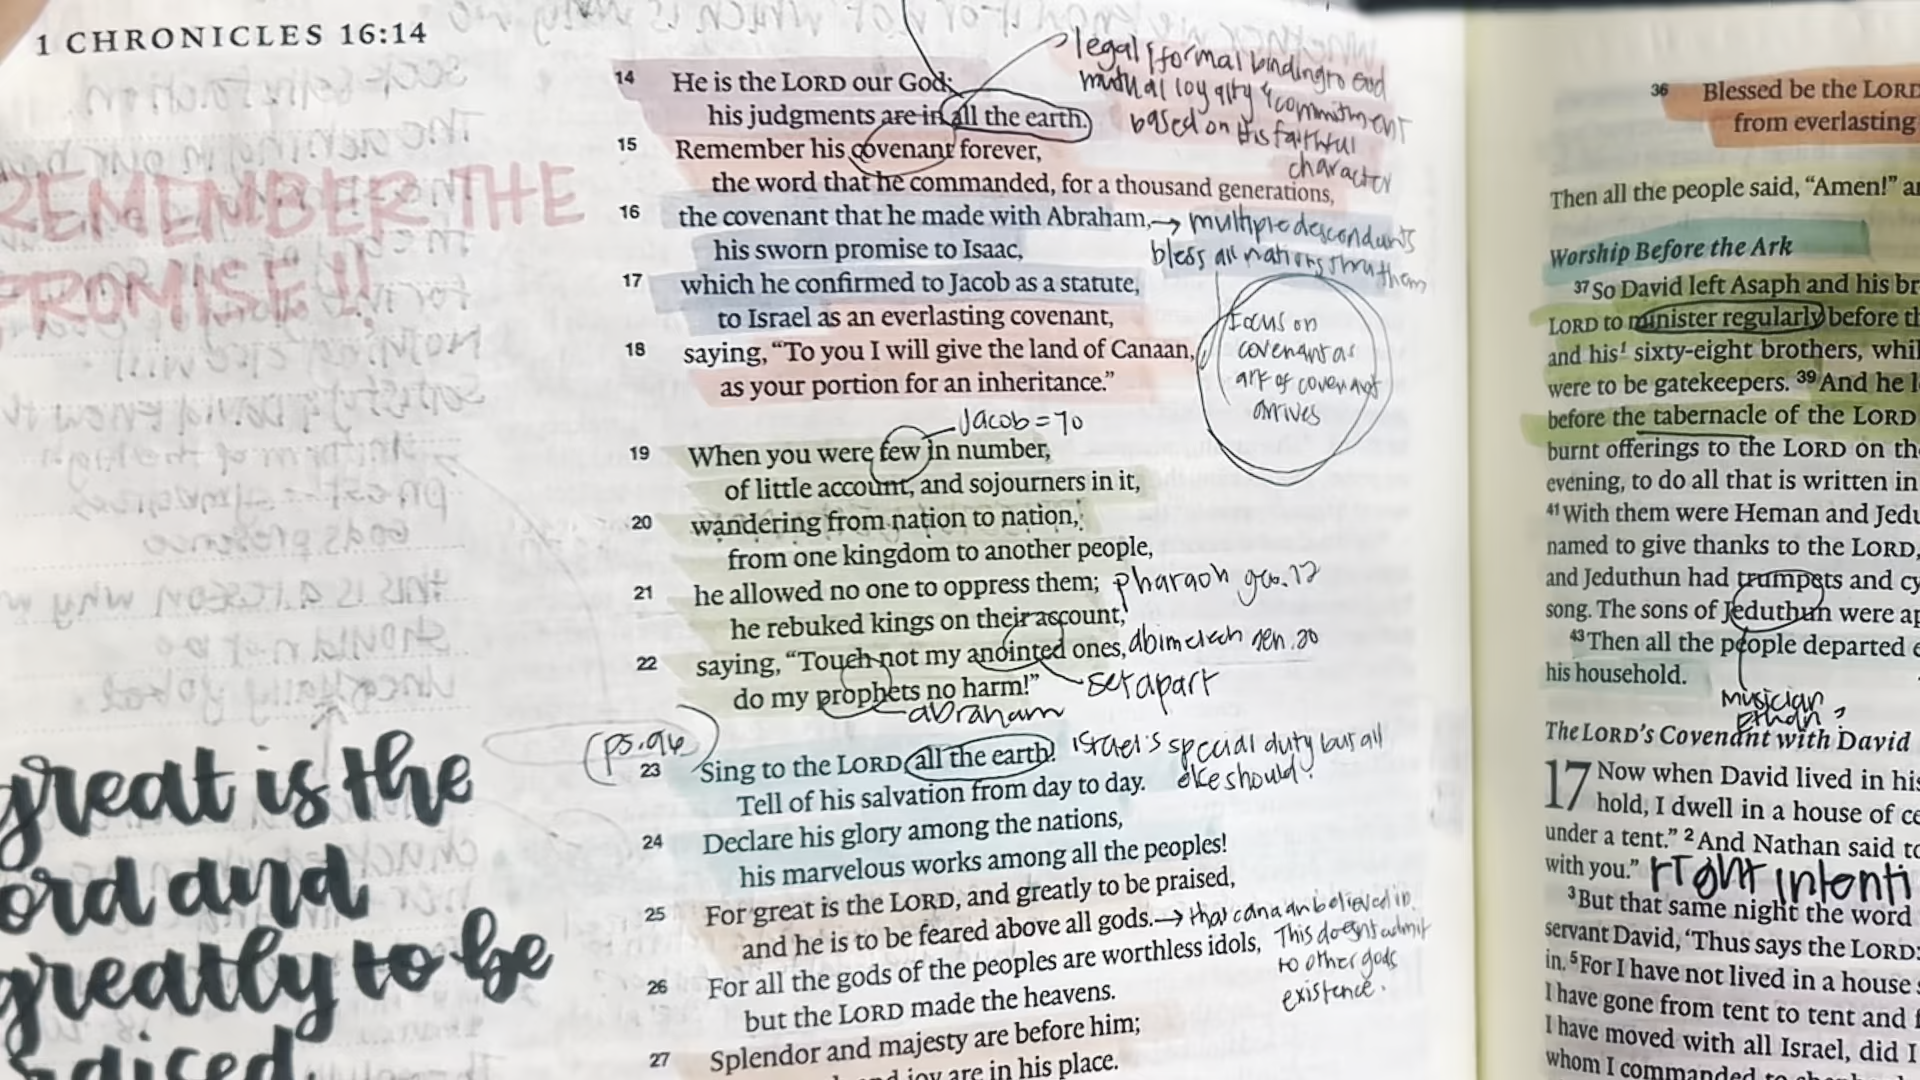 1 CHRONICLES 16:14
REMEMBER THE
PROMISE!!
great is the
ord and
greatly to be
raised.
14 He is the LORD our God;
his judgments are in all the earth.
15 Remember his covenant forever,
the word that he commanded, for a thousand generations,
16 the covenant that he made with Abraham,
his sworn promise to Isaac,
17 which he confirmed to Jacob as a statute,
to Israel as an everlasting covenant,
18 saying, “To you I will give the land of Canaan,
as your portion for an inheritance.”
19 When you were few in number,
of little account, and sojourners in it,
20 wandering from nation to nation,
from one kingdom to another people,
21 he allowed no one to oppress them;
he rebuked kings on their account,
22 saying, “Touch not my anointed ones,
do my prophets no harm!”
23 Sing to the LORD, all the earth!
Tell of his salvation from day to day.
24 Declare his glory among the nations,
his marvelous works among all the peoples!
25 For great is the LORD, and greatly to be praised,
and he is to be feared above all gods.
26 For all the gods of the peoples are worthless idols,
but the LORD made the heavens.
27 Splendor and majesty are before him;
joy are in his place.
legal / formal binding to God
mutual loyalty & commitment
based on His faithful
character
→ multiple descendants
bless all nations thru them
Focus on
covenant as
ark of covenant
arrives
Jacob = 70
pharaoh gen. 12
abimelech gen. 20
set apart
abraham
ps. 96
israel's special duty but all
should!
→ that canaan believed in.
This doesn't admit
to other gods
existence.
36 Blessed be the LORD
from everlasting
Then all the people said, “Amen!”
Worship Before the Ark
37 So David left Asaph and his
LORD to minister regularly before
and his¹ sixty-eight brothers,
were to be gatekeepers. 39 And he
before the tabernacle of the LORD
burnt offerings to the LORD on
evening, to do all that is written in
41 With them were Heman and
named to give thanks to the LORD,
and Jeduthun had trumpets and
song. The sons of Jeduthun were
43 Then all the people departed
his household.
musician,
Ethan
The LORD's Covenant with David
17 Now when David lived in his
hold, I dwell in a house of
under a tent.” 2 And Nathan said
with you.” right intenti
3 But that same night the word
servant David, ‘Thus says the LORD:
in. 5 For I have not lived in a house
I have gone from tent to tent and
I have moved with all Israel, did I
whom I commanded to